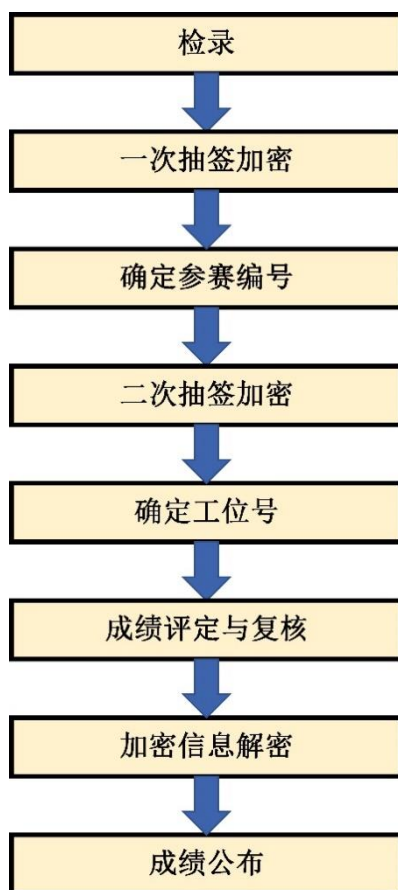 检录
一次抽签加密
确定参赛编号
二次抽签加密
确定工位号
成绩评定与复核
加密信息解密
成绩公布